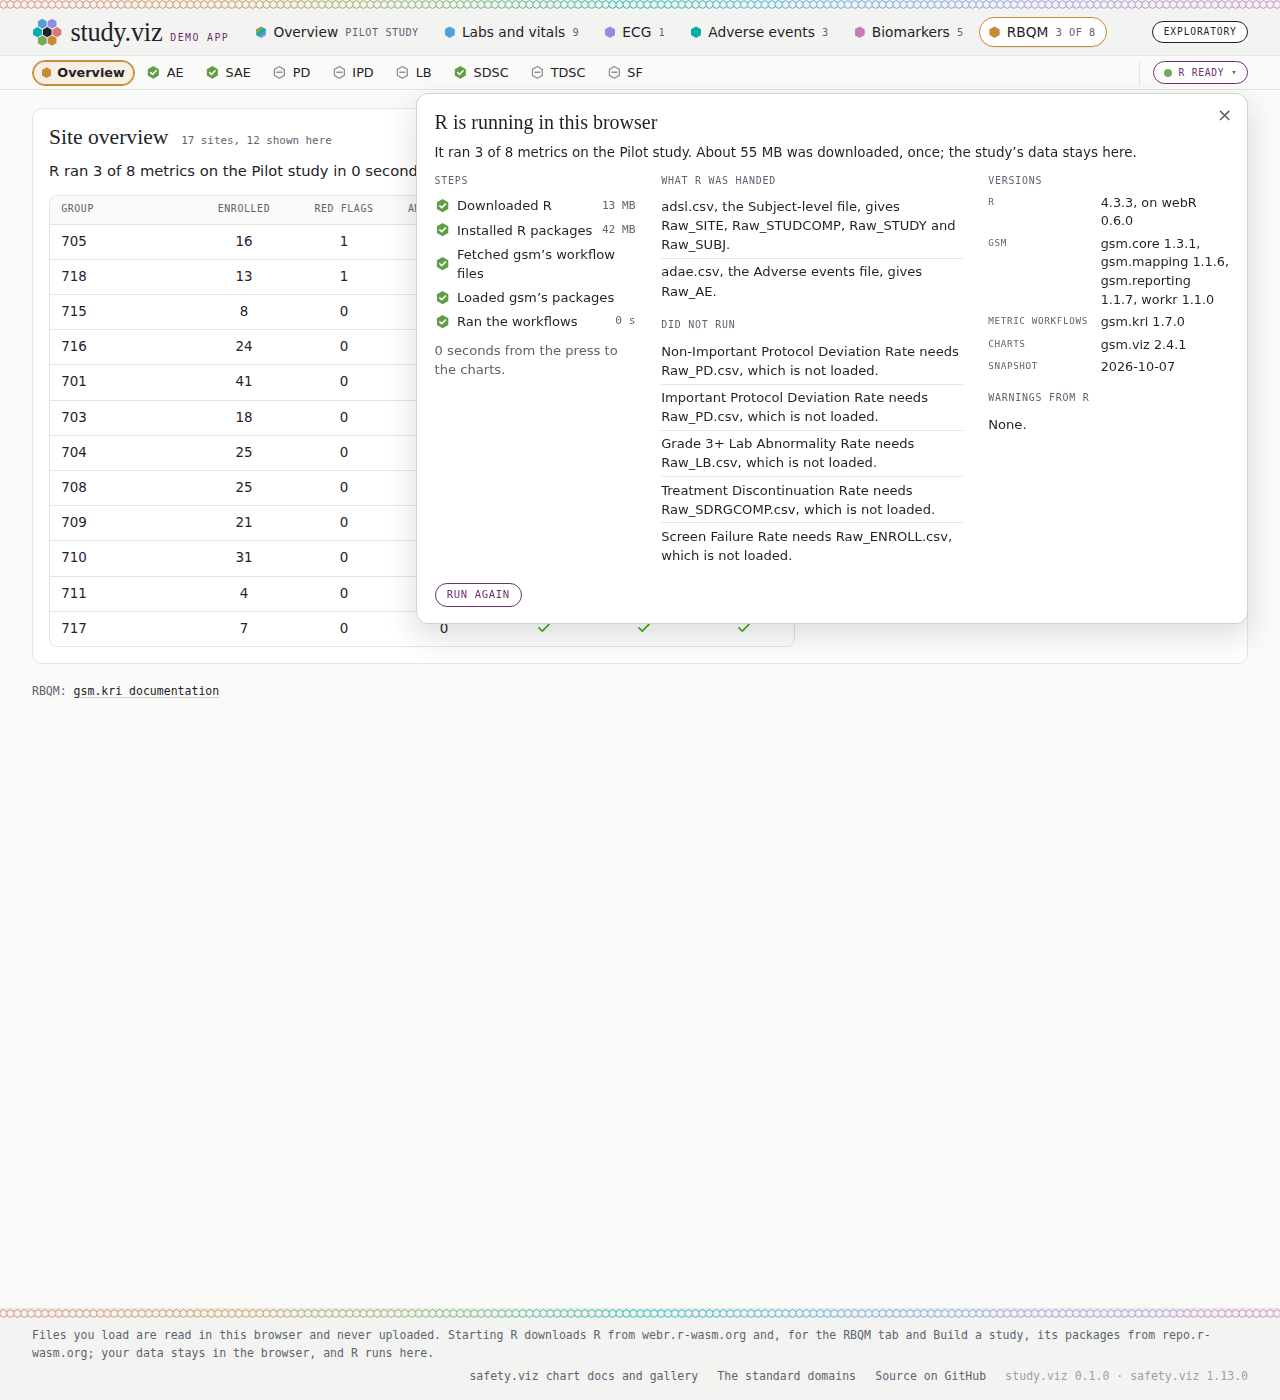 study.viz DEMO APP Overview PILOT STUDY Labs and vitals 9 ECG 1 Adverse events 3 Biomarkers 5 RBQM 3 OF 8 EXPLORATORY
Overview AE SAE PD IPD LB SDSC TDSC SF R READY
Site overview 17 sites, 12 shown here
R ran 3 of 8 metrics on the Pilot study in 0 second
GROUP ENROLLED RED FLAGS
705 16 1
718 13 1
715 8 0
716 24 0
701 41 0
703 18 0
704 25 0
708 25 0
709 21 0
710 31 0
711 4 0
717 7 0 0
R is running in this browser
It ran 3 of 8 metrics on the Pilot study. About 55 MB was downloaded, once; the study’s data stays here.
STEPS
Downloaded R 13 MB
Installed R packages 42 MB
Fetched gsm’s workflow
files
Loaded gsm’s packages
Ran the workflows 0 s
0 seconds from the press to
the charts.
WHAT R WAS HANDED
adsl.csv, the Subject-level file, gives
Raw_SITE, Raw_STUDCOMP, Raw_STUDY and
Raw_SUBJ.
adae.csv, the Adverse events file, gives
Raw_AE.
DID NOT RUN
Non-Important Protocol Deviation Rate needs
Raw_PD.csv, which is not loaded.
Important Protocol Deviation Rate needs
Raw_PD.csv, which is not loaded.
Grade 3+ Lab Abnormality Rate needs
Raw_LB.csv, which is not loaded.
Treatment Discontinuation Rate needs
Raw_SDRGCOMP.csv, which is not loaded.
Screen Failure Rate needs Raw_ENROLL.csv,
which is not loaded.
VERSIONS
R 4.3.3, on webR
0.6.0
GSM gsm.core 1.3.1,
gsm.mapping 1.1.6,
gsm.reporting
1.1.7, workr 1.1.0
METRIC WORKFLOWS gsm.kri 1.7.0
CHARTS gsm.viz 2.4.1
SNAPSHOT 2026-10-07
WARNINGS FROM R
None.
RUN AGAIN
RBQM: gsm.kri documentation
Files you load are read in this browser and never uploaded. Starting R downloads R from webr.r-wasm.org and, for the RBQM tab and Build a study, its packages from repo.r-
wasm.org; your data stays in the browser, and R runs here.
safety.viz chart docs and gallery The standard domains Source on GitHub study.viz 0.1.0 · safety.viz 1.13.0